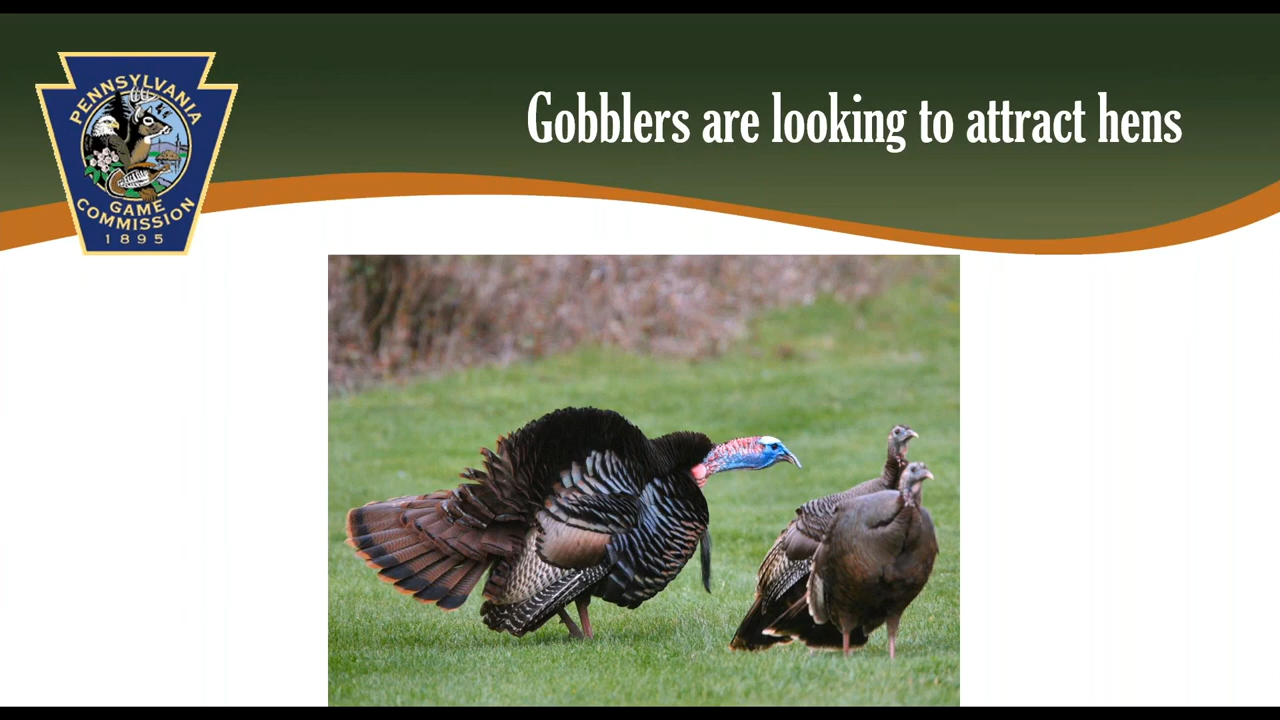 PENNSYLVANIA
GAME
COMMISSION
1895
Gobblers are looking to attract hens